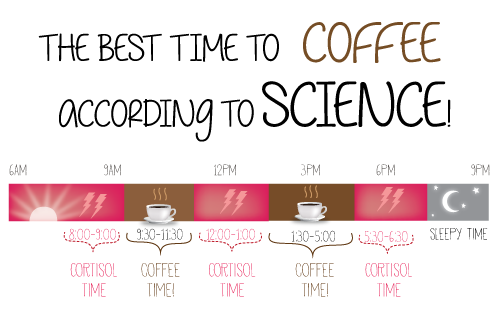 THE BEST TIME TO COFFEE
ACCORDING TO SCIENCE!
6AM 9AM 12PM 3PM 6PM 9PM
8:00-9:00 9:30-11:30 12:00-1:00 1:30-5:00 5:30-6:30 SLEEPY TIME
CORTISOL COFFEE CORTISOL COFFEE CORTISOL
TIME TIME! TIME TIME! TIME